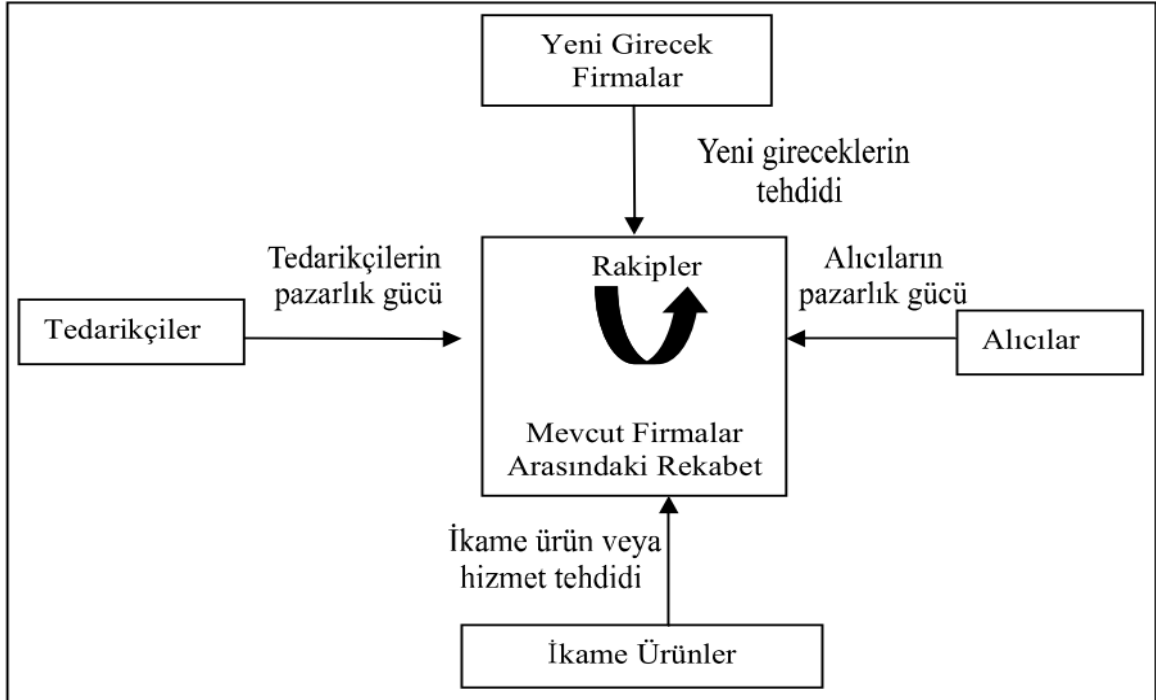 Yeni Girecek
Firmalar
Yeni gireceklerin
tehdidi
Tedarikçilerin
pazarlık gücü
Rakipler
Alıcıların
pazarlık gücü
Tedarikçiler
Alıcılar
Mevcut Firmalar
Arasındaki Rekabet
İkame ürün veya
hizmet tehdidi
İkame Ürünler